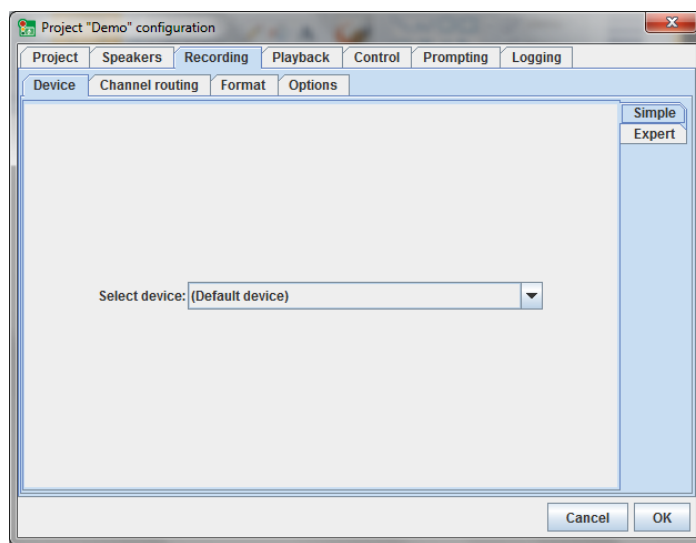 Project "Demo" configuration
Project Speakers Recording Playback Control Prompting Logging
Device Channel routing Format Options
Simple
Expert
Select device: (Default device)
Cancel OK